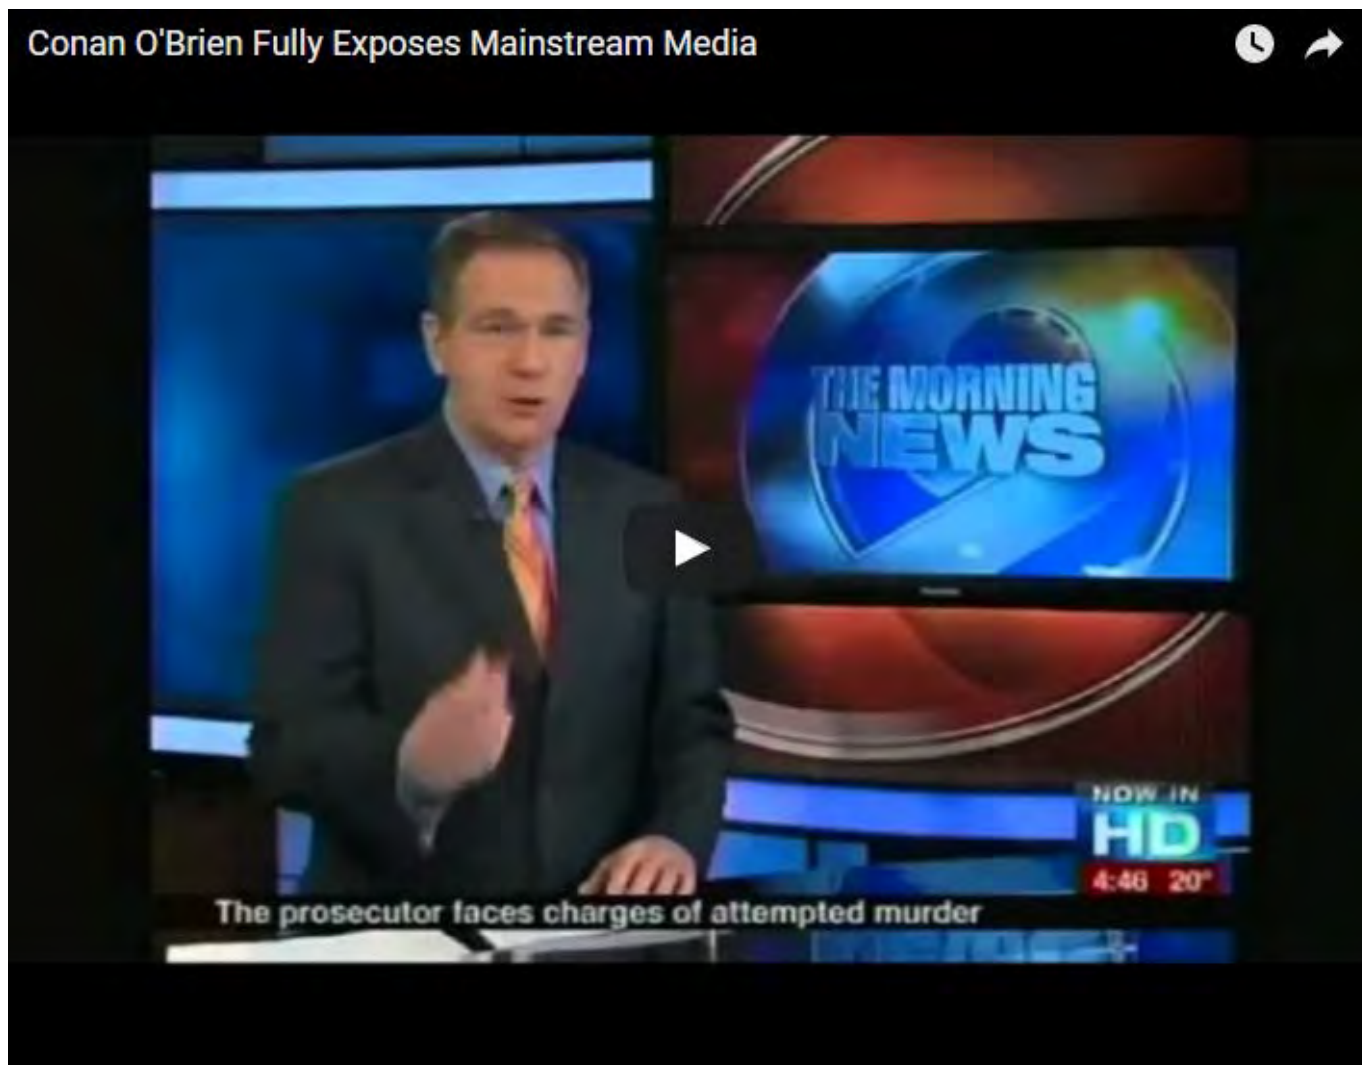 Conan O'Brien Fully Exposes Mainstream Media
THE MORNING
NEWS
NOW IN
HD
4:46 20°
The prosecutor faces charges of attempted murder